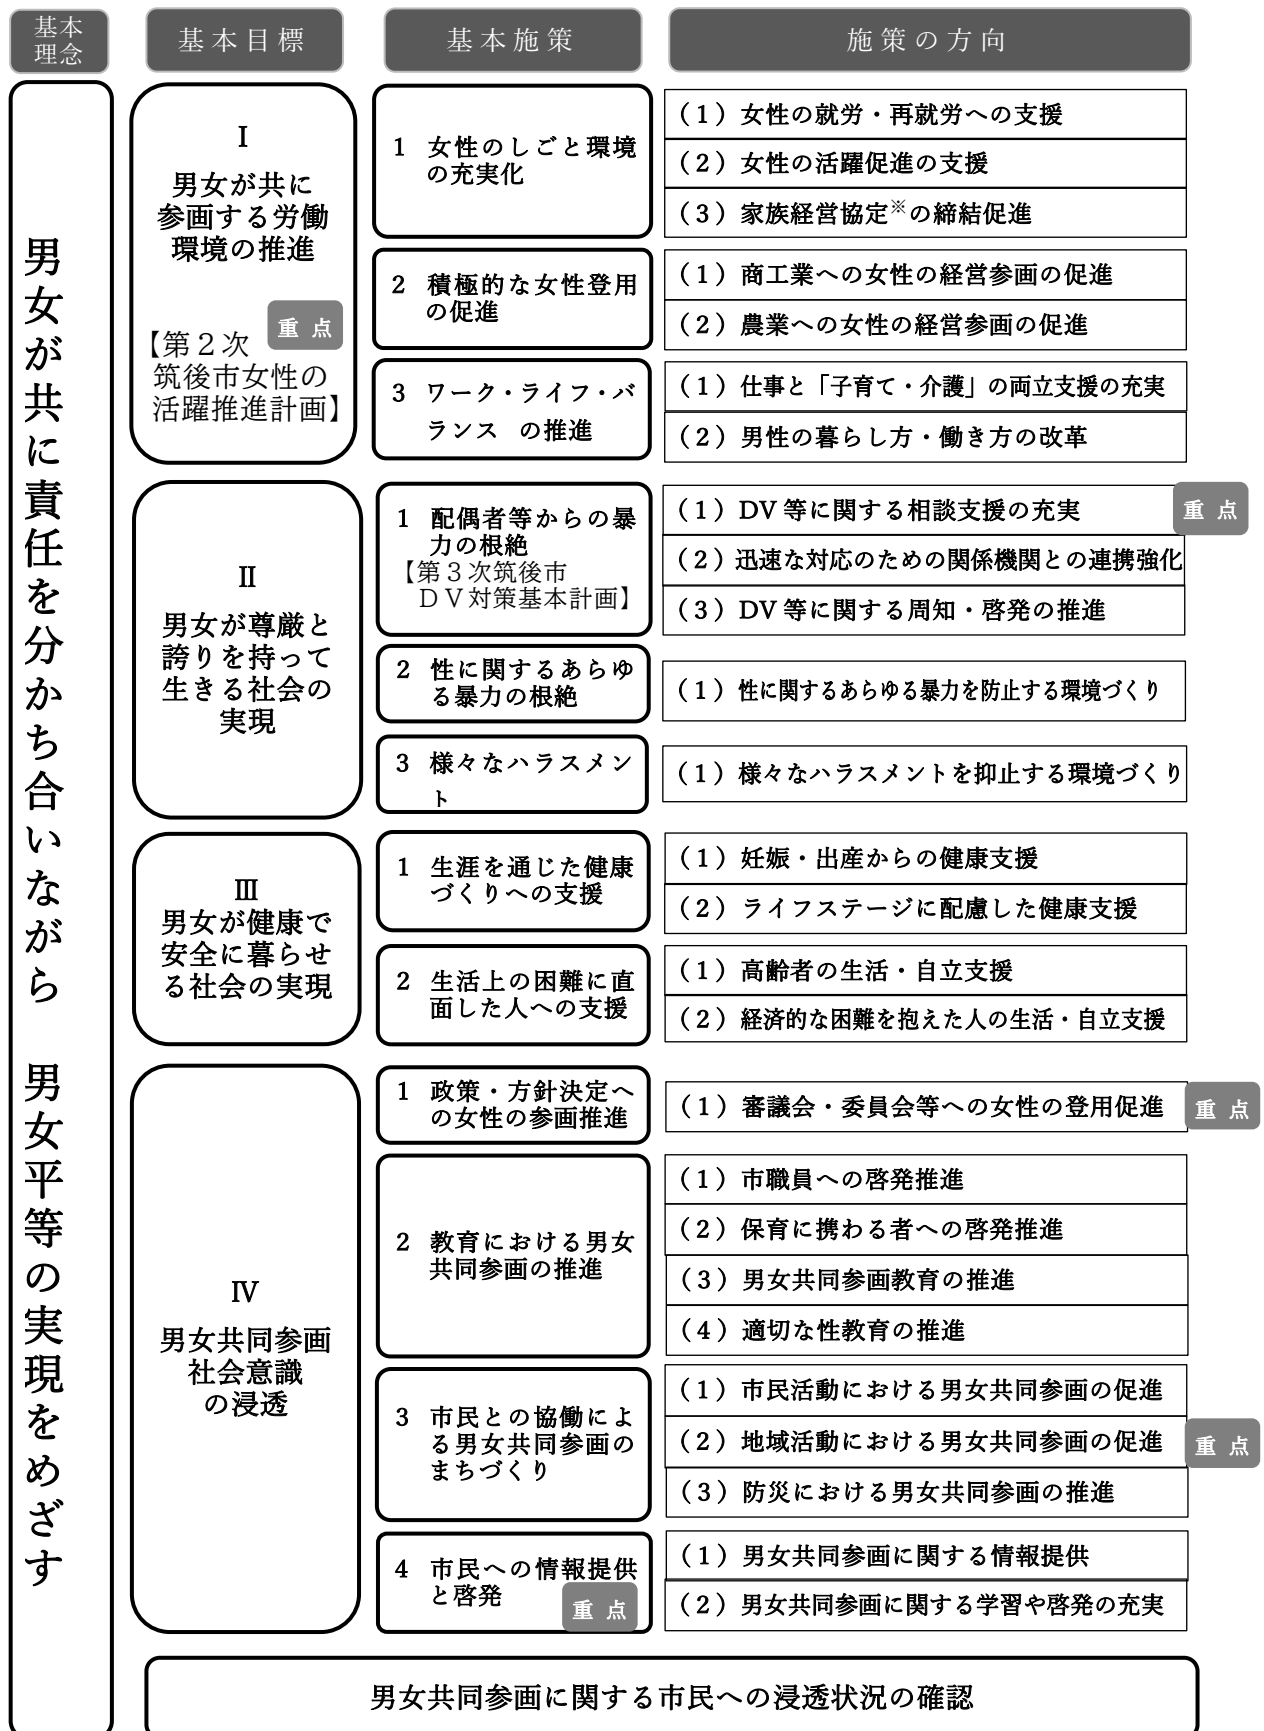 基本
理念
基本目標
基本施策
施策の方向
男女が共に責任を分かち合いながら　男女平等の実現をめざす
Ⅰ
男女が共に
参画する労働
環境の推進
重 点
【第２次
筑後市女性の
活躍推進計画】
1 女性のしごと環境
の充実化
（1）女性の就労・再就労への支援
（2）女性の活躍促進の支援
（3）家族経営協定※の締結促進
2 積極的な女性登用
の促進
（1）商工業への女性の経営参画の促進
（2）農業への女性の経営参画の促進
3 ワーク・ライフ・バ
ランス　の推進
（1）仕事と「子育て・介護」の両立支援の充実
（2）男性の暮らし方・働き方の改革
Ⅱ
男女が尊厳と
誇りを持って
生きる社会の
実現
1 配偶者等からの暴
力の根絶
【第３次筑後市
ＤＶ対策基本計画】
（1）DV 等に関する相談支援の充実
重 点
（2）迅速な対応のための関係機関との連携強化
（3）DV 等に関する周知・啓発の推進
2 性に関するあらゆ
る暴力の根絶
（1）性に関するあらゆる暴力を防止する環境づくり
3 様々なハラスメン
ト
（1）様々なハラスメントを抑止する環境づくり
Ⅲ
男女が健康で
安全に暮らせ
る社会の実現
1 生涯を通じた健康
づくりへの支援
（1）妊娠・出産からの健康支援
（2）ライフステージに配慮した健康支援
2 生活上の困難に直
面した人への支援
（1）高齢者の生活・自立支援
（2）経済的な困難を抱えた人の生活・自立支援
Ⅳ
男女共同参画
社会意識
の浸透
1 政策・方針決定へ
の女性の参画推進
（1）審議会・委員会等への女性の登用促進
重 点
2 教育における男女
共同参画の推進
（1）市職員への啓発推進
（2）保育に携わる者への啓発推進
（3）男女共同参画教育の推進
（4）適切な性教育の推進
3 市民との協働によ
る男女共同参画の
まちづくり
（1）市民活動における男女共同参画の促進
（2）地域活動における男女共同参画の促進
重 点
（3）防災における男女共同参画の推進
4 市民への情報提供
と啓発
重 点
（1）男女共同参画に関する情報提供
（2）男女共同参画に関する学習や啓発の充実
男女共同参画に関する市民への浸透状況の確認